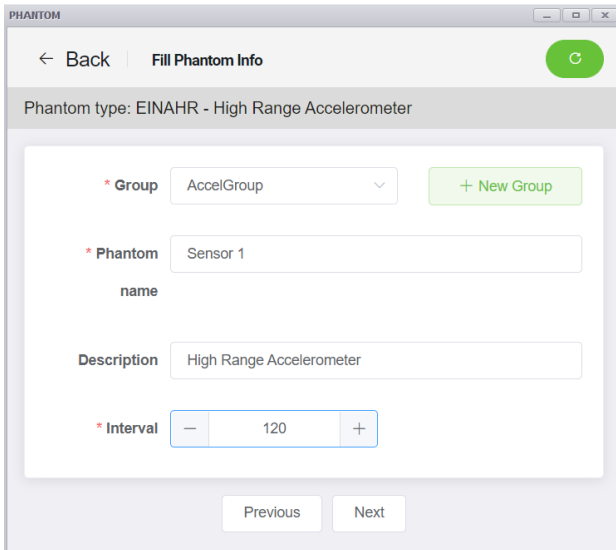 PHANTOM
← Back Fill Phantom Info
Phantom type: EINAHR - High Range Accelerometer
* Group AccelGroup + New Group
* Phantom name Sensor 1
Description High Range Accelerometer
* Interval − 120 +
Previous Next